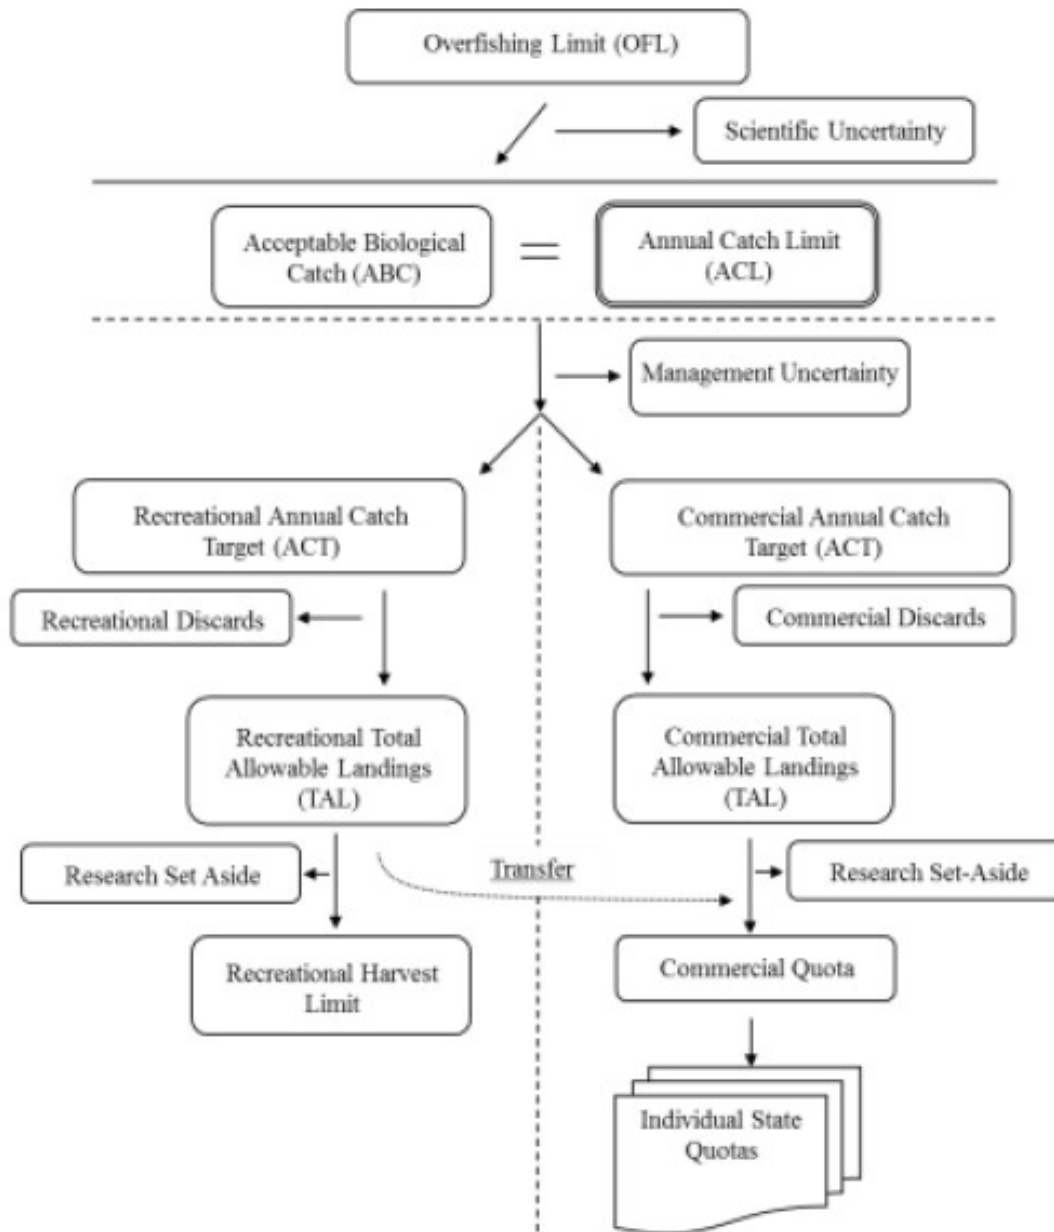 Overfishing Limit (OFL)
Scientific Uncertainty
Acceptable Biological
Catch (ABC)
=
Annual Catch Limit
(ACL)
Management Uncertainty
Recreational Annual Catch
Target (ACT)
Commercial Annual Catch
Target (ACT)
Recreational Discards
Commercial Discards
Recreational Total
Allowable Landings
(TAL)
Commercial Total
Allowable Landings
(TAL)
Research Set Aside
Transfer
Research Set-Aside
Recreational Harvest
Limit
Commercial Quota
Individual State
Quotas